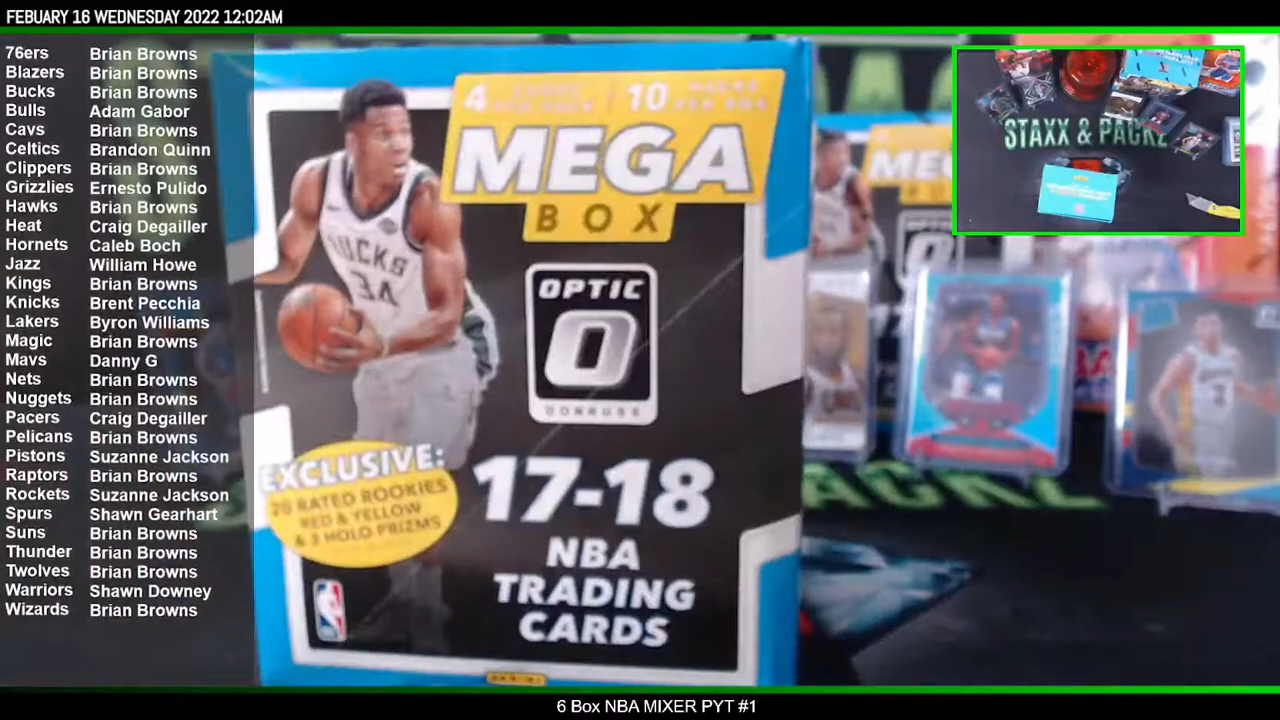 FEBUARY 16 WEDNESDAY 2022 12:02AM
76ers Brian Browns
Blazers Brian Browns
Bucks Brian Browns
Bulls Adam Gabor
Cavs Brian Browns
Celtics Brandon Quinn
Clippers Brian Browns
Grizzlies Ernesto Pulido
Hawks Brian Browns
Heat Craig Degailler
Hornets Caleb Boch
Jazz William Howe
Kings Brian Browns
Knicks Brent Pecchia
Lakers Byron Williams
Magic Brian Browns
Mavs Danny G
Nets Brian Browns
Nuggets Brian Browns
Pacers Craig Degailler
Pelicans Brian Browns
Pistons Suzanne Jackson
Raptors Brian Browns
Rockets Suzanne Jackson
Spurs Shawn Gearhart
Suns Brian Browns
Thunder Brian Browns
Twolves Brian Browns
Warriors Shawn Downey
Wizards Brian Browns
4 CARDS PER PACK 10 PACKS PER BOX
MEGA
BOX
BUCKS
34
OPTIC
O
DONRUSS
EXCLUSIVE:
20 RATED ROOKIES
RED & YELLOW
& 3 HOLO PRIZMS
17-18
NBA
TRADING
CARDS
PANINI
STAXX & PACKZ
6 Box NBA MIXER PYT #1